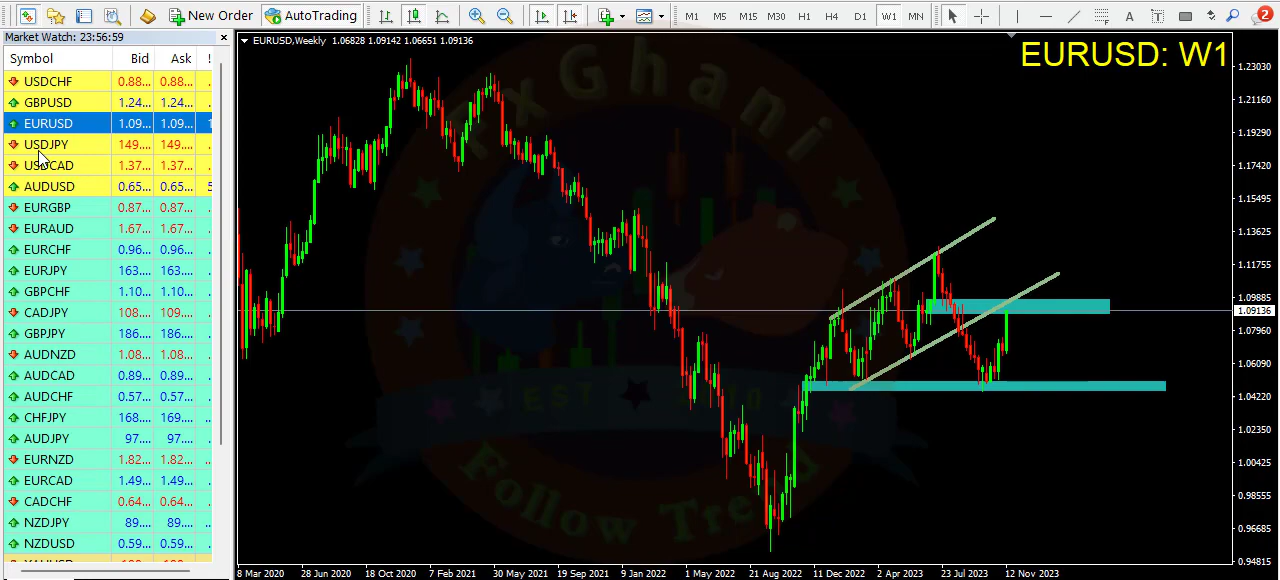 New Order AutoTrading M1 M5 M15 M30 H1 H4 D1 W1 MN A T 2
Market Watch: 23:56:59
Symbol Bid Ask !
USDCHF 0.88... 0.88... .
GBPUSD 1.24... 1.24... .
EURUSD 1.09... 1.09... 1
USDJPY 149.... 149.... .
USDCAD 1.37... 1.37... .
AUDUSD 0.65... 0.65... 5
EURGBP 0.87... 0.87... .
EURAUD 1.67... 1.67... .
EURCHF 0.96... 0.96... .
EURJPY 163.... 163.... .
GBPCHF 1.10... 1.10... .
CADJPY 108.... 109.... .
GBPJPY 186.... 186.... .
AUDNZD 1.08... 1.08... .
AUDCAD 0.89... 0.89... .
AUDCHF 0.57... 0.57... .
CHFJPY 168.... 169.... .
AUDJPY 97.... 97.... .
EURNZD 1.82... 1.82... ..
EURCAD 1.49... 1.49... .
CADCHF 0.64... 0.64... .
NZDJPY 89.... 89.... ..
NZDUSD 0.59... 0.59... .
EURUSD,Weekly 1.06828 1.09142 1.06651 1.09136
EURUSD: W1
FxGhani
EST
Follow Trend
1.23030
1.21160
1.19290
1.17420
1.15495
1.13625
1.11755
1.09885
1.09136
1.07960
1.06090
1.04220
1.02350
1.00425
0.98555
0.96685
0.94815
8 Mar 2020 28 Jun 2020 18 Oct 2020 7 Feb 2021 30 May 2021 19 Sep 2021 9 Jan 2022 1 May 2022 21 Aug 2022 11 Dec 2022 2 Apr 2023 23 Jul 2023 12 Nov 2023